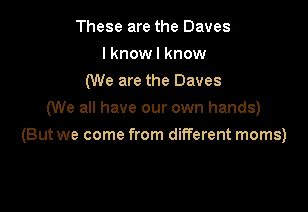 These are the Daves
I know I know
(We are the Daves
(We all have our own hands)
(But we come from different moms)